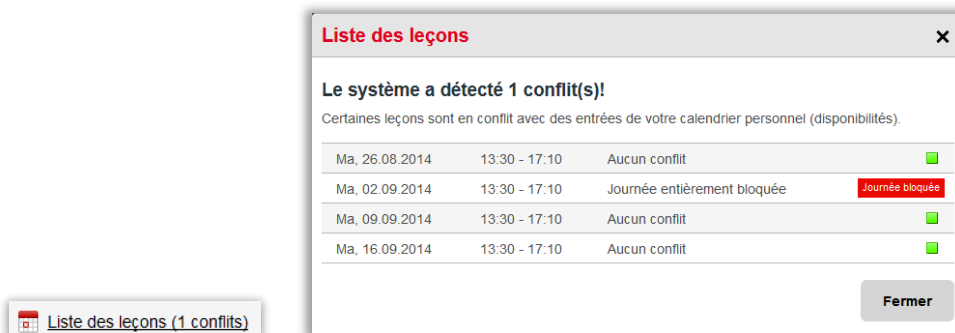 Liste des leçons
Le système a détecté 1 conflit(s)!
Certaines leçons sont en conflit avec des entrées de votre calendrier personnel (disponibilités).
Ma, 26.08.2014 13:30 - 17:10 Aucun conflit
Ma, 02.09.2014 13:30 - 17:10 Journée entièrement bloquée Journée bloquée
Ma, 09.09.2014 13:30 - 17:10 Aucun conflit
Ma, 16.09.2014 13:30 - 17:10 Aucun conflit
Fermer
Liste des leçons (1 conflits)